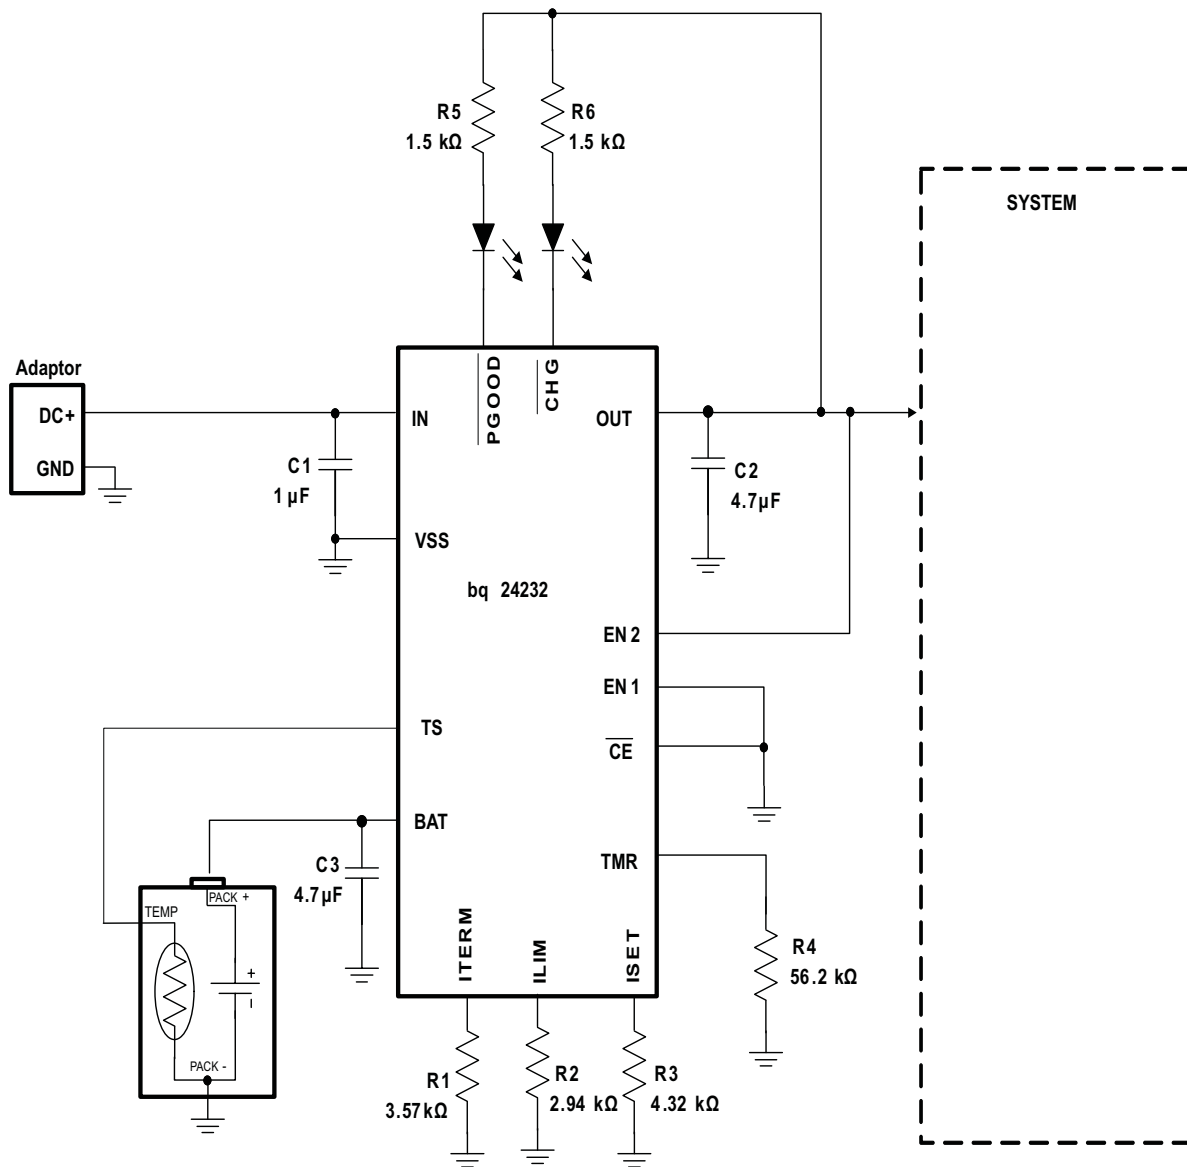 R5
1.5 kΩ
R6
1.5 kΩ
SYSTEM
Adaptor
DC+
GND
C1
1 µF
IN
PGOOD
CHG
OUT
C2
4.7µF
VSS
bq 24232
EN 2
EN 1
TS
CE
BAT
C3
4.7µF
TMR
PACK +
TEMP
+
–
PACK -
ITERM
ILIM
ISET
R4
56.2 kΩ
R1
3.57kΩ
R2
2.94 kΩ
R3
4.32 kΩ